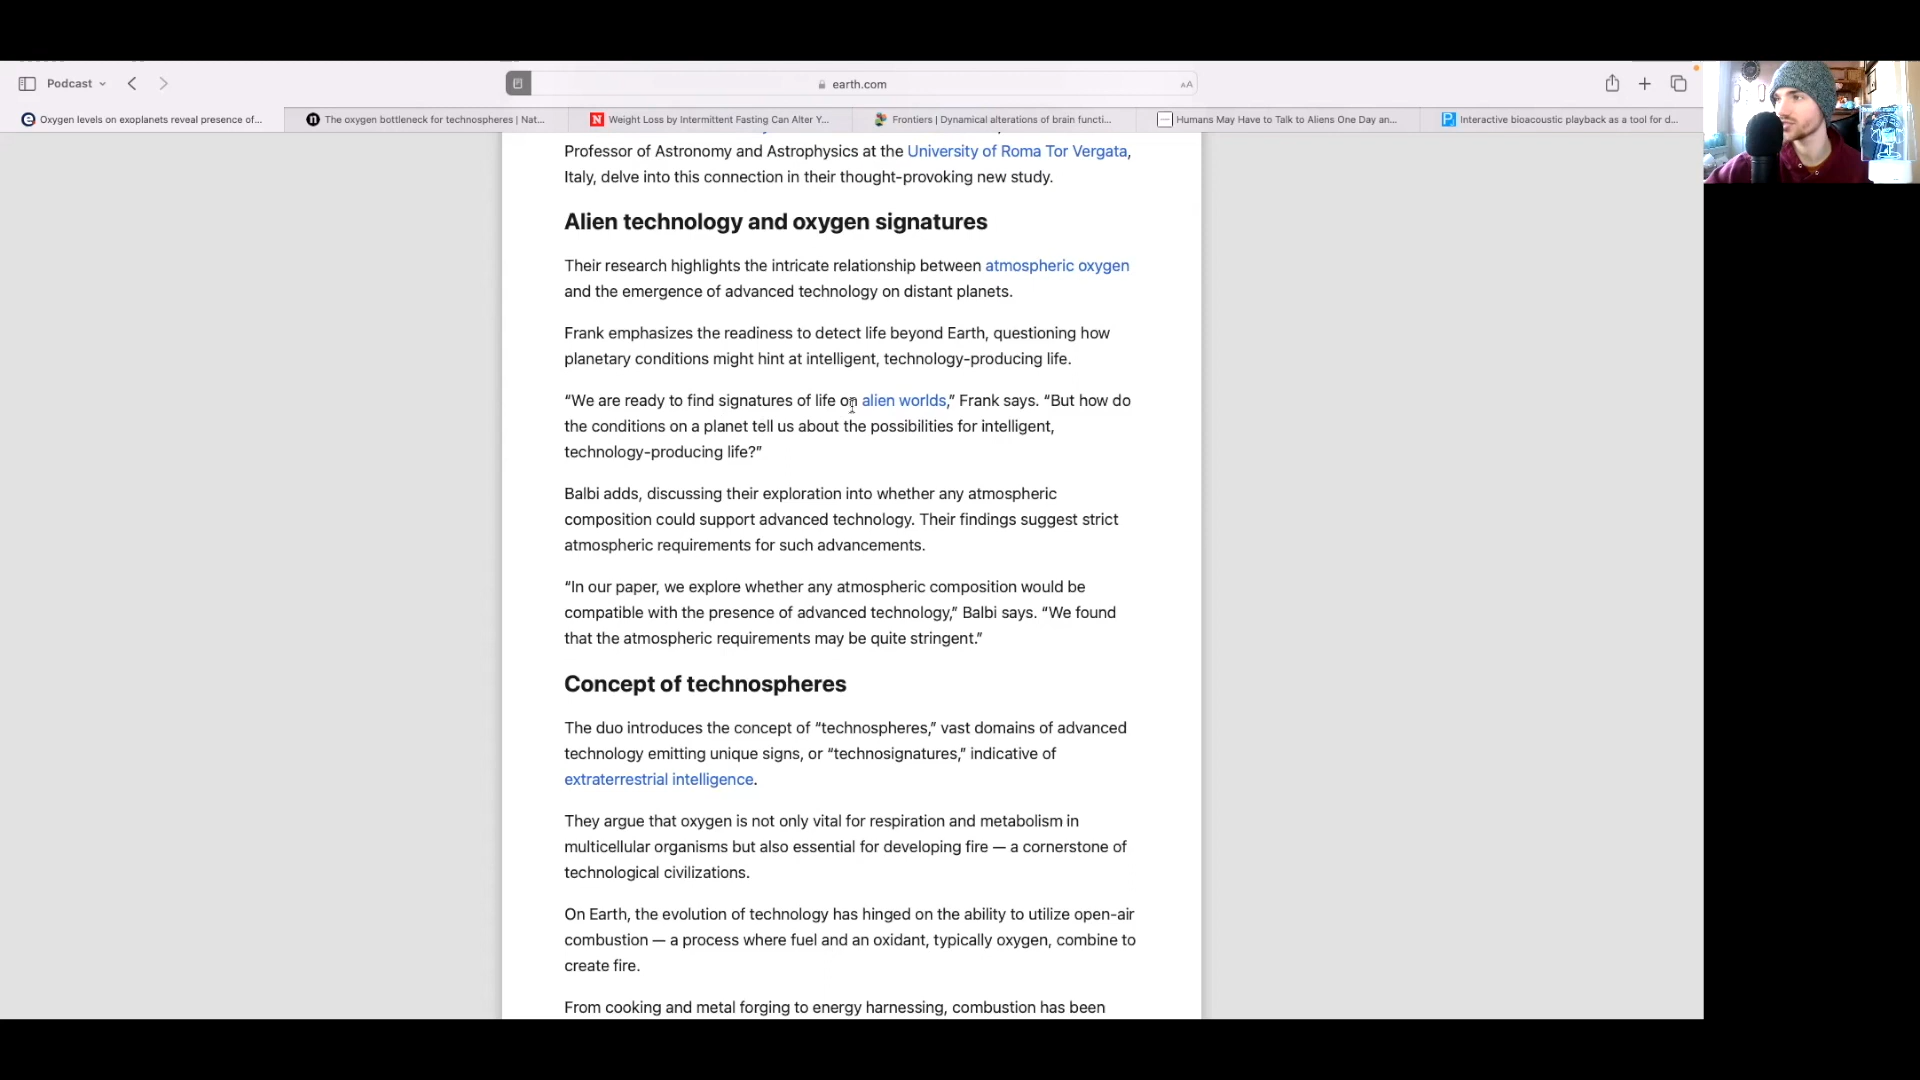 Podcast
earth.com
AA
Oxygen levels on exoplanets reveal presence of...
The oxygen bottleneck for technospheres | Nat...
Weight Loss by Intermittent Fasting Can Alter Y...
Frontiers | Dynamical alterations of brain functi...
Humans May Have to Talk to Aliens One Day an...
Interactive bioacoustic playback as a tool for d...
Professor of Astronomy and Astrophysics at the University of Roma Tor Vergata,
Italy, delve into this connection in their thought-provoking new study.
Alien technology and oxygen signatures
Their research highlights the intricate relationship between atmospheric oxygen
and the emergence of advanced technology on distant planets.
Frank emphasizes the readiness to detect life beyond Earth, questioning how
planetary conditions might hint at intelligent, technology-producing life.
“We are ready to find signatures of life on alien worlds,” Frank says. “But how do
the conditions on a planet tell us about the possibilities for intelligent,
technology-producing life?”
Balbi adds, discussing their exploration into whether any atmospheric
composition could support advanced technology. Their findings suggest strict
atmospheric requirements for such advancements.
“In our paper, we explore whether any atmospheric composition would be
compatible with the presence of advanced technology,” Balbi says. “We found
that the atmospheric requirements may be quite stringent.”
Concept of technospheres
The duo introduces the concept of “technospheres,” vast domains of advanced
technology emitting unique signs, or “technosignatures,” indicative of
extraterrestrial intelligence.
They argue that oxygen is not only vital for respiration and metabolism in
multicellular organisms but also essential for developing fire — a cornerstone of
technological civilizations.
On Earth, the evolution of technology has hinged on the ability to utilize open-air
combustion — a process where fuel and an oxidant, typically oxygen, combine to
create fire.
From cooking and metal forging to energy harnessing, combustion has been